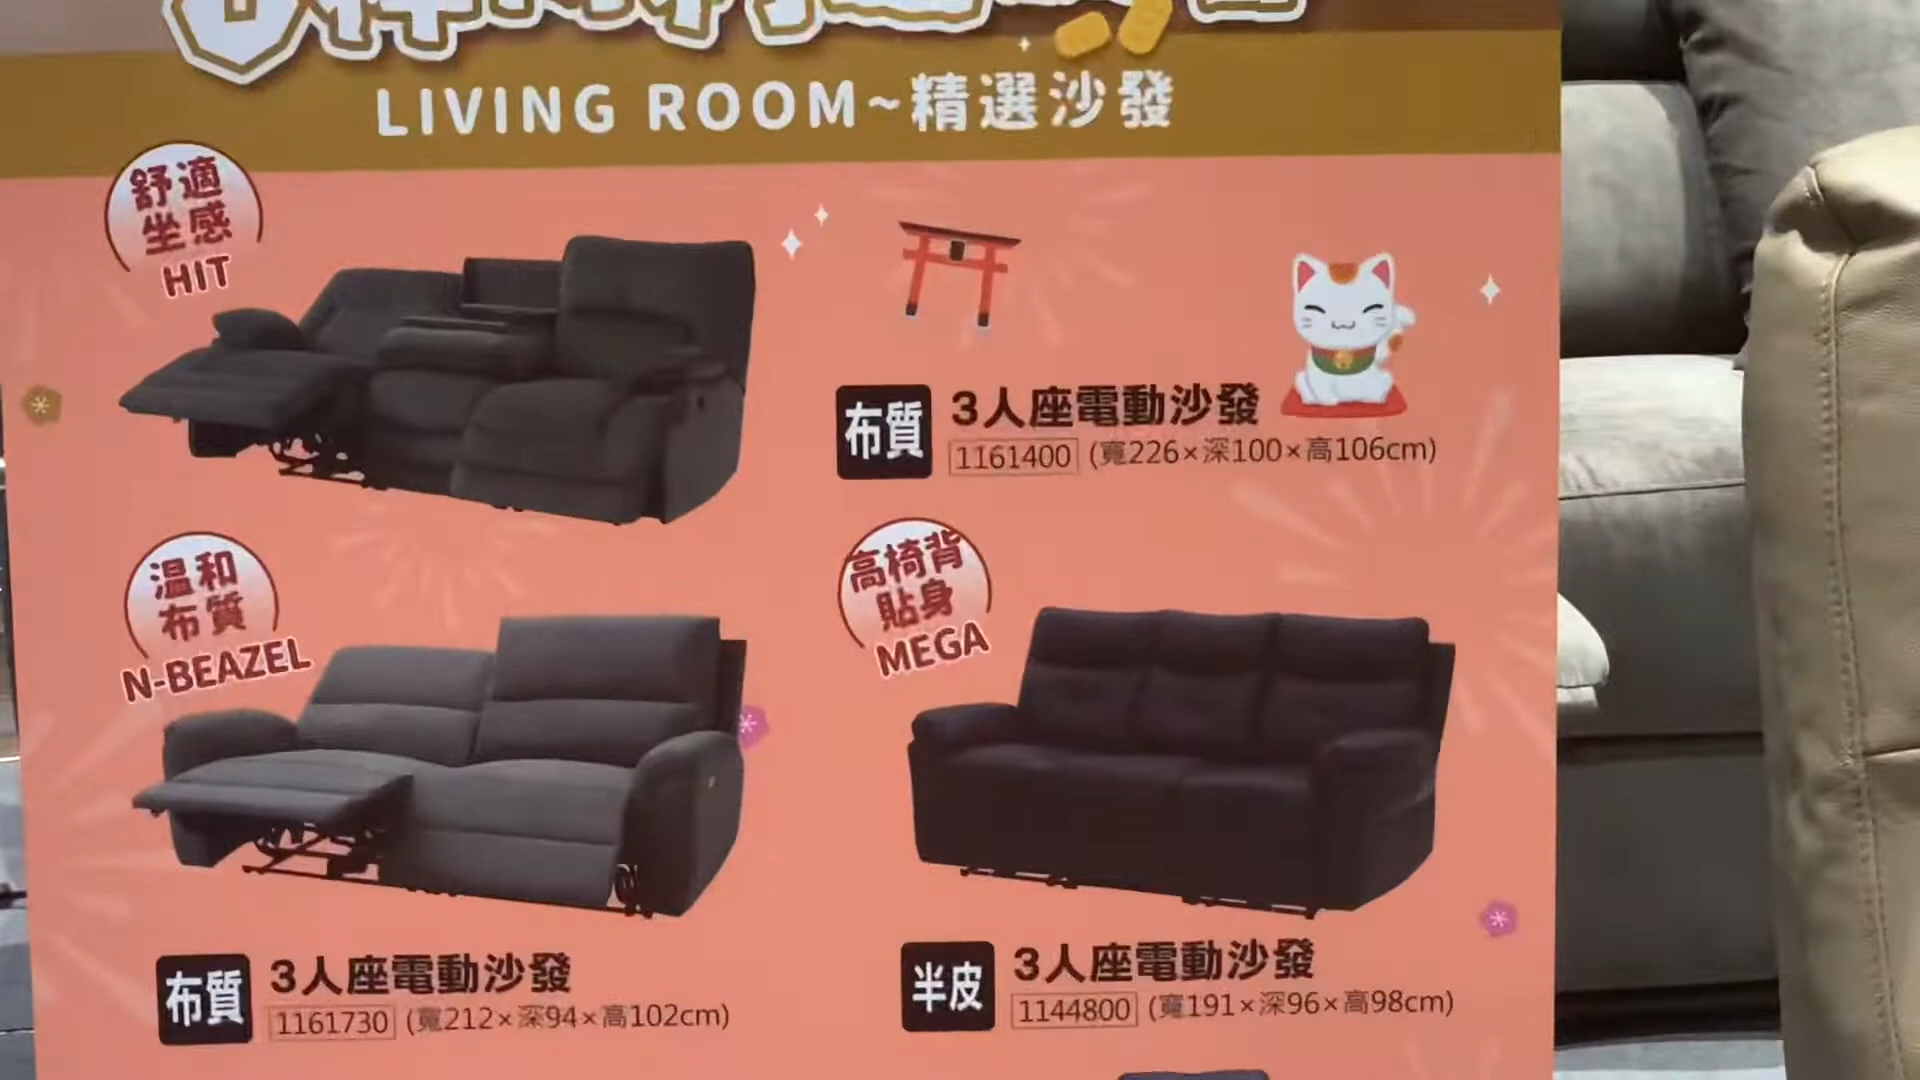 LIVING ROOM~精選沙發
舒適
坐感
HIT
布質
3人座電動沙發
1161400 (寬226×深100×高106cm)
温和
布質
N-BEAZEL
高椅背
貼身
MEGA
布質
3人座電動沙發
1161730 (寬212×深94×高102cm)
半皮
3人座電動沙發
1144800 (寬191×深96×高98cm)